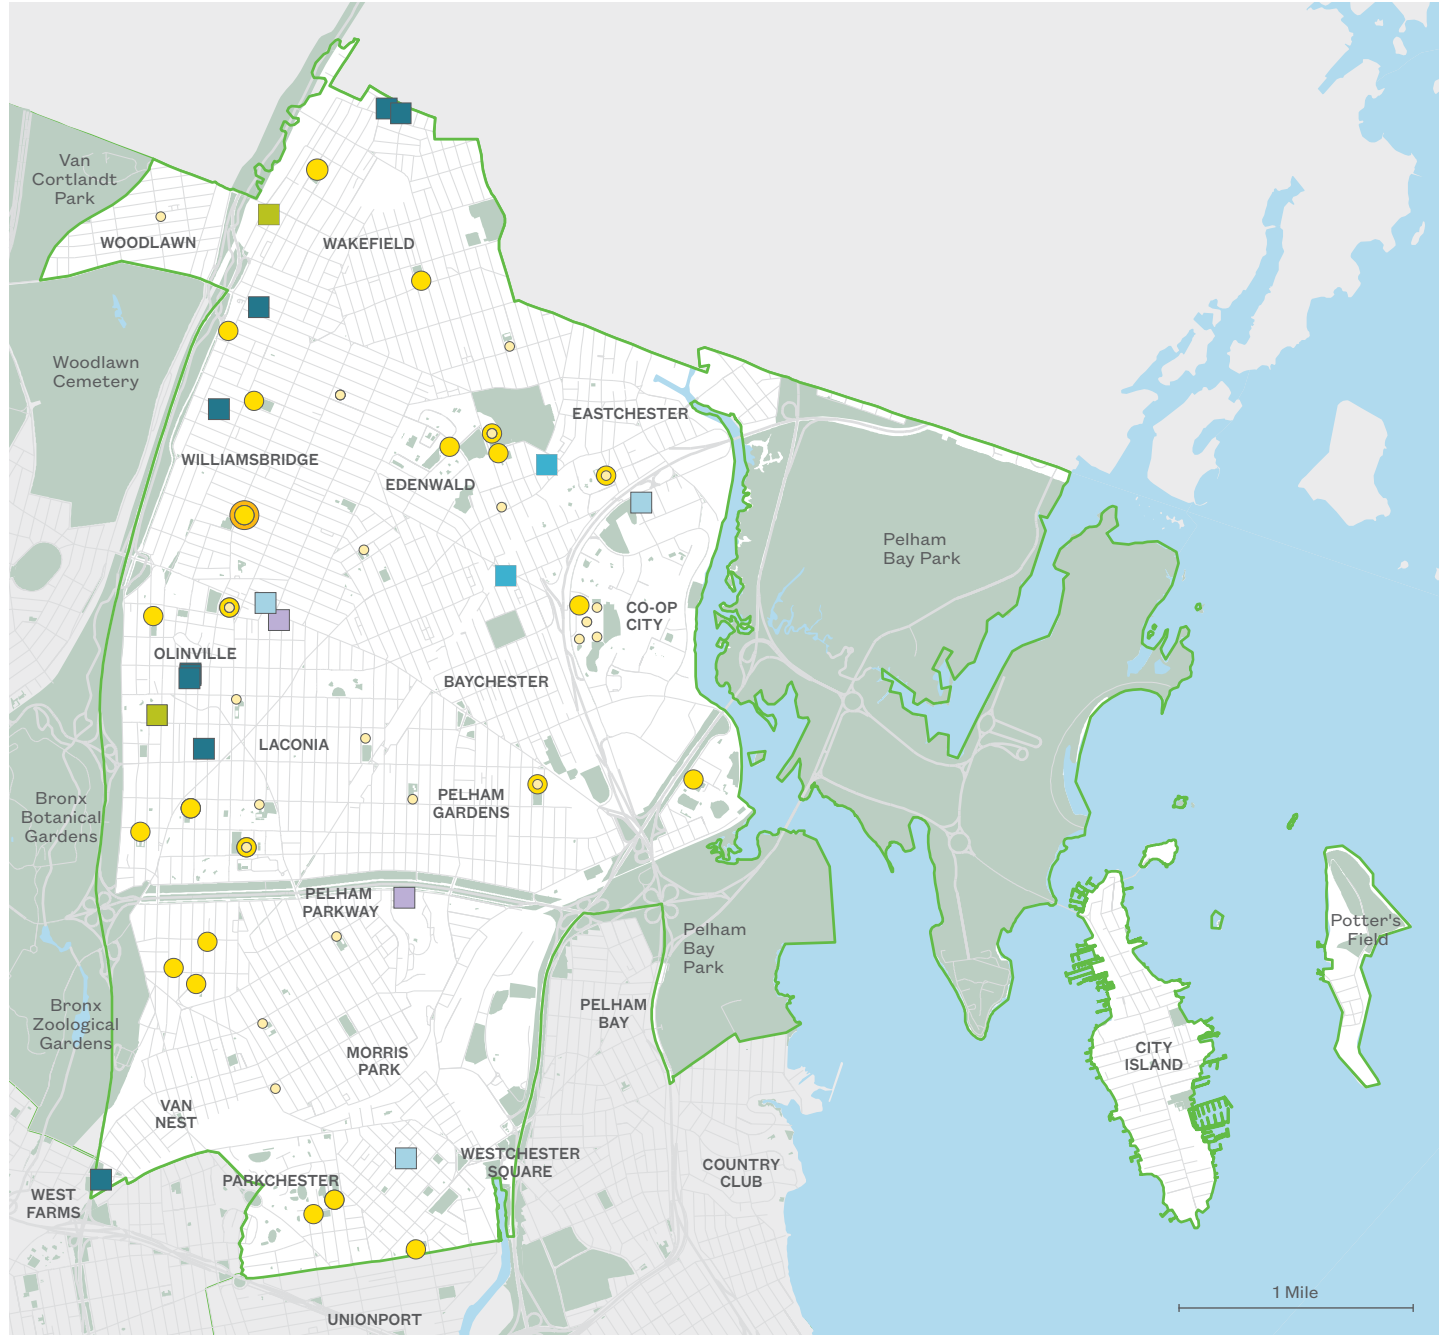 Van
Cortlandt
Park
WOODLAWN
WAKEFIELD
Woodlawn
Cemetery
EASTCHESTER
WILLIAMSBRIDGE
EDENWALD
Pelham
Bay Park
CO-OP
CITY
OLINVILLE
BAYCHESTER
LACONIA
PELHAM
GARDENS
Bronx
Botanical
Gardens
PELHAM
PARKWAY
Pelham
Bay
Park
Potter's
Field
PELHAM
BAY
Bronx
Zoological
Gardens
MORRIS
PARK
CITY
ISLAND
VAN
NEST
WESTCHESTER
SQUARE
COUNTRY
CLUB
PARKCHESTER
WEST
FARMS
1 Mile
UNIONPORT